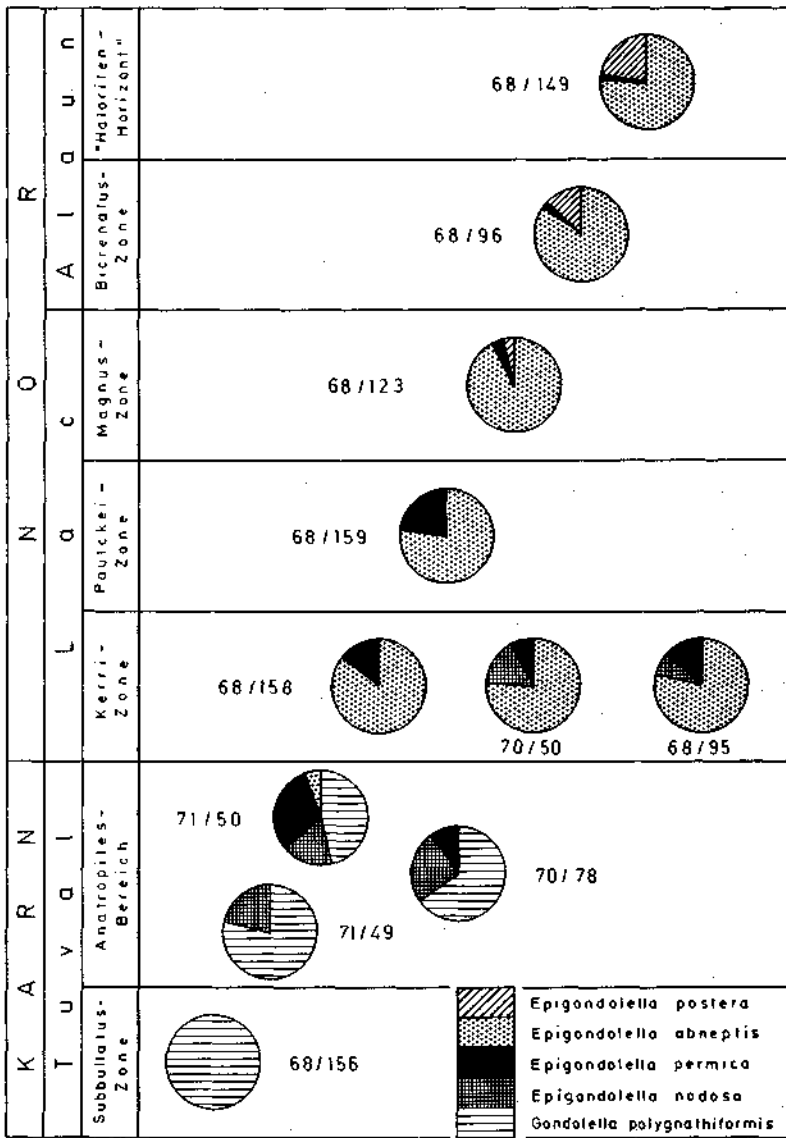 NOR
KARN
Alaun
Lac
Tuval
"Haloriten-
Horizont"
68/149
Bicrenatus-
Zone
68/96
Magnus-
Zone
68/123
Paulckei-
Zone
68/159
Kerri-
Zone
68/158
70/50
68/95
Anatropites-
Bereich
71/50
70/78
71/49
Subbullatus-
Zone
68/156
Epigondolella postera
Epigondolella abneptis
Epigondolella permica
Epigondolella nodosa
Gondolella polygnathiformis